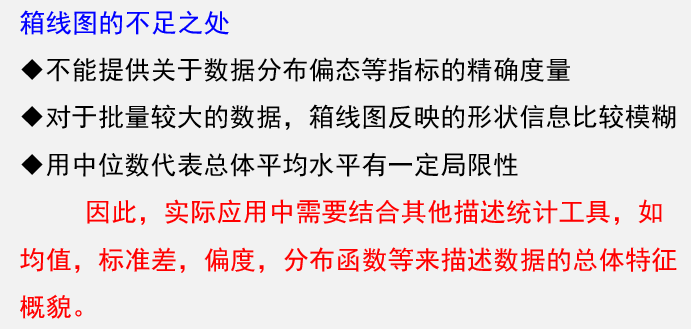 箱线图的不足之处
◆不能提供关于数据分布偏态等指标的精确度量
◆对于批量较大的数据，箱线图反映的形状信息比较模糊
◆用中位数代表总体平均水平有一定局限性
因此，实际应用中需要结合其他描述统计工具，如
均值，标准差，偏度，分布函数等来描述数据的总体特征
概貌。